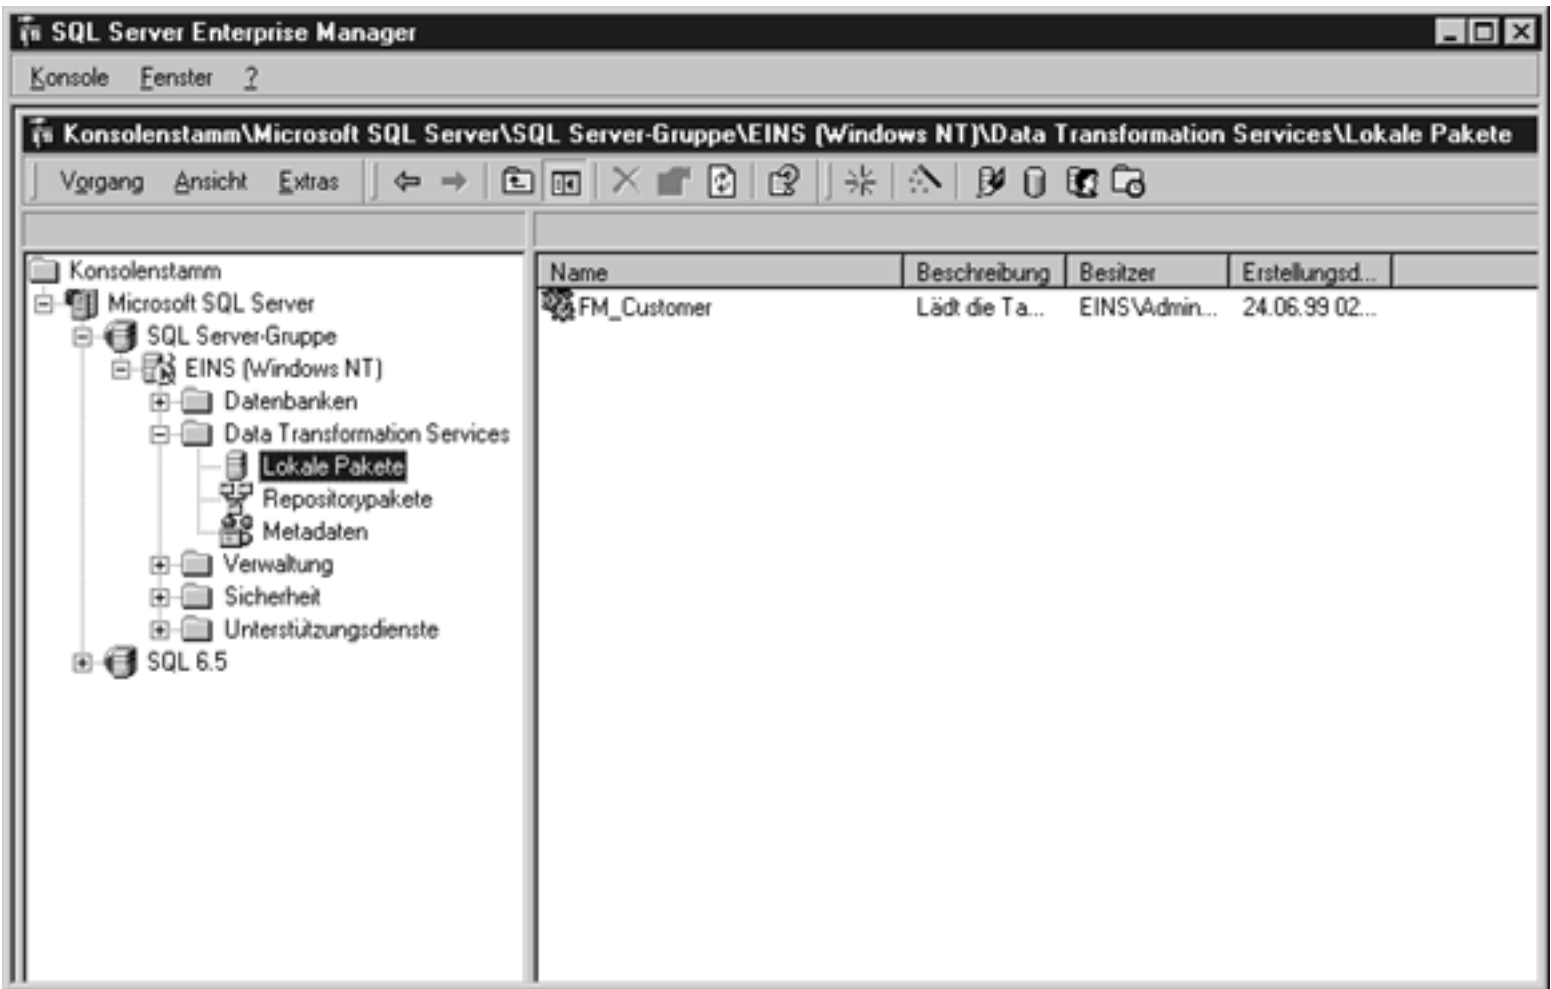 SQL Server Enterprise Manager
Konsole Fenster ?
Konsolenstamm\Microsoft SQL Server\SQL Server-Gruppe\EINS (Windows NT)\Data Transformation Services\Lokale Pakete
Vorgang Ansicht Extras
Konsolenstamm
Microsoft SQL Server
SQL Server-Gruppe
EINS (Windows NT)
Datenbanken
Data Transformation Services
Lokale Pakete
Repositorypakete
Metadaten
Verwaltung
Sicherheit
Unterstützungsdienste
SQL 6.5
Name Beschreibung Besitzer Erstellungsd...
FM_Customer Lädt die Ta... EINS\Admin... 24.06.99 02...